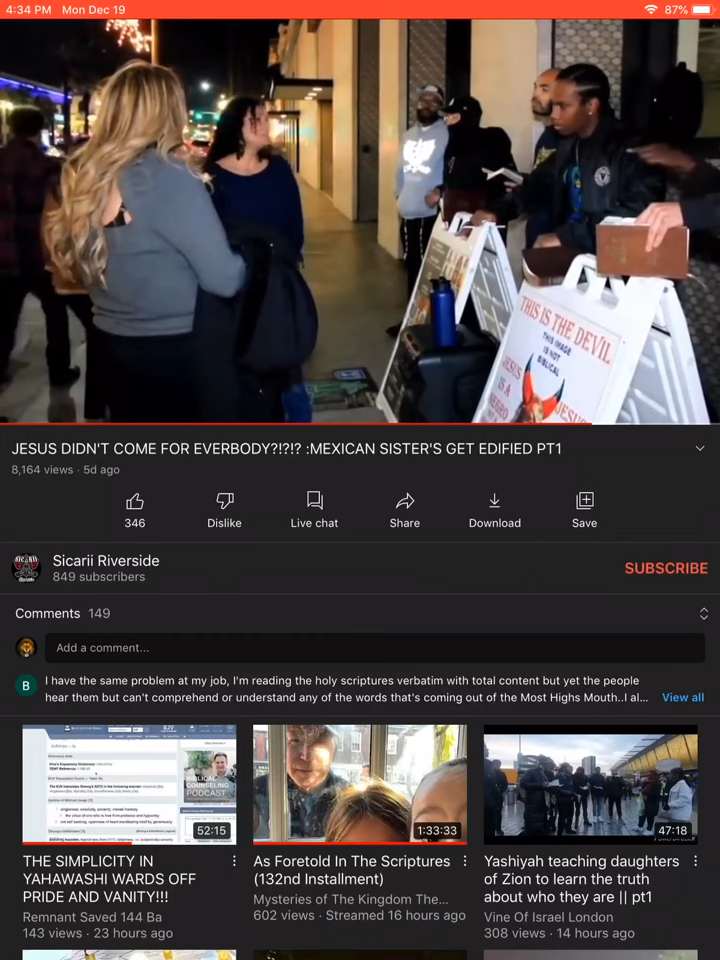 4:34 PM Mon Dec 19
87%
THIS IS THE DEVIL
THIS IMAGE
IS NOT
BIBLICAL
JESUS
IS A
NEGRO
JESUS
JESUS DIDN'T COME FOR EVERBODY?!?!? :MEXICAN SISTER'S GET EDIFIED PT1
8,164 views · 5d ago
346
Dislike
Live chat
Share
Download
Save
Sicarii Riverside
849 subscribers
SUBSCRIBE
Comments 149
Add a comment...
B
I have the same problem at my job, I'm reading the holy scriptures verbatim with total content but yet the people
hear them but can't comprehend or understand any of the words that's coming out of the Most Highs Mouth..I al... View all
BIBLICAL
COUNSELING
PODCAST
52:15
1:33:33
47:18
THE SIMPLICITY IN
YAHAWASHI WARDS OFF
PRIDE AND VANITY!!!
Remnant Saved 144 Ba
143 views · 23 hours ago
As Foretold In The Scriptures
(132nd Installment)
Mysteries of The Kingdom The...
602 views · Streamed 16 hours ago
Yashiyah teaching daughters
of Zion to learn the truth
about who they are || pt1
Vine Of Israel London
308 views · 14 hours ago